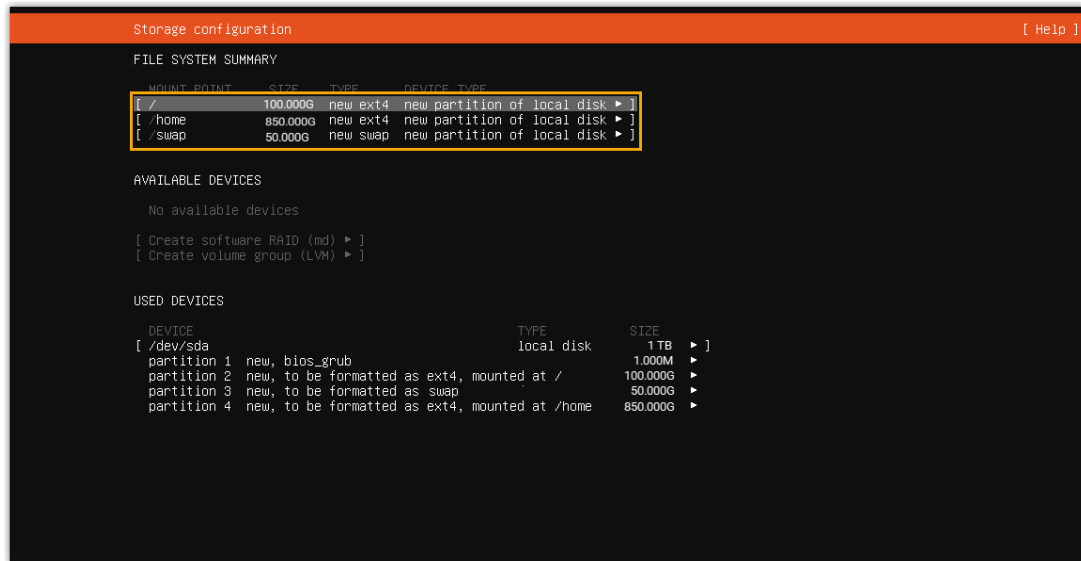 Storage configuration [ Help ]
FILE SYSTEM SUMMARY
MOUNT POINT SIZE TYPE DEVICE TYPE
[ / 100.000G new ext4 new partition of local disk ▸ ]
[ /home 850.000G new ext4 new partition of local disk ▸ ]
[ /swap 50.000G new swap new partition of local disk ▸ ]
AVAILABLE DEVICES
No available devices
[ Create software RAID (md) ▸ ]
[ Create volume group (LVM) ▸ ]
USED DEVICES
DEVICE TYPE SIZE
[ /dev/sda local disk 1 TB ▸ ]
partition 1 new, bios_grub 1.000M ▸
partition 2 new, to be formatted as ext4, mounted at / 100.000G ▸
partition 3 new, to be formatted as swap 50.000G ▸
partition 4 new, to be formatted as ext4, mounted at /home 850.000G ▸